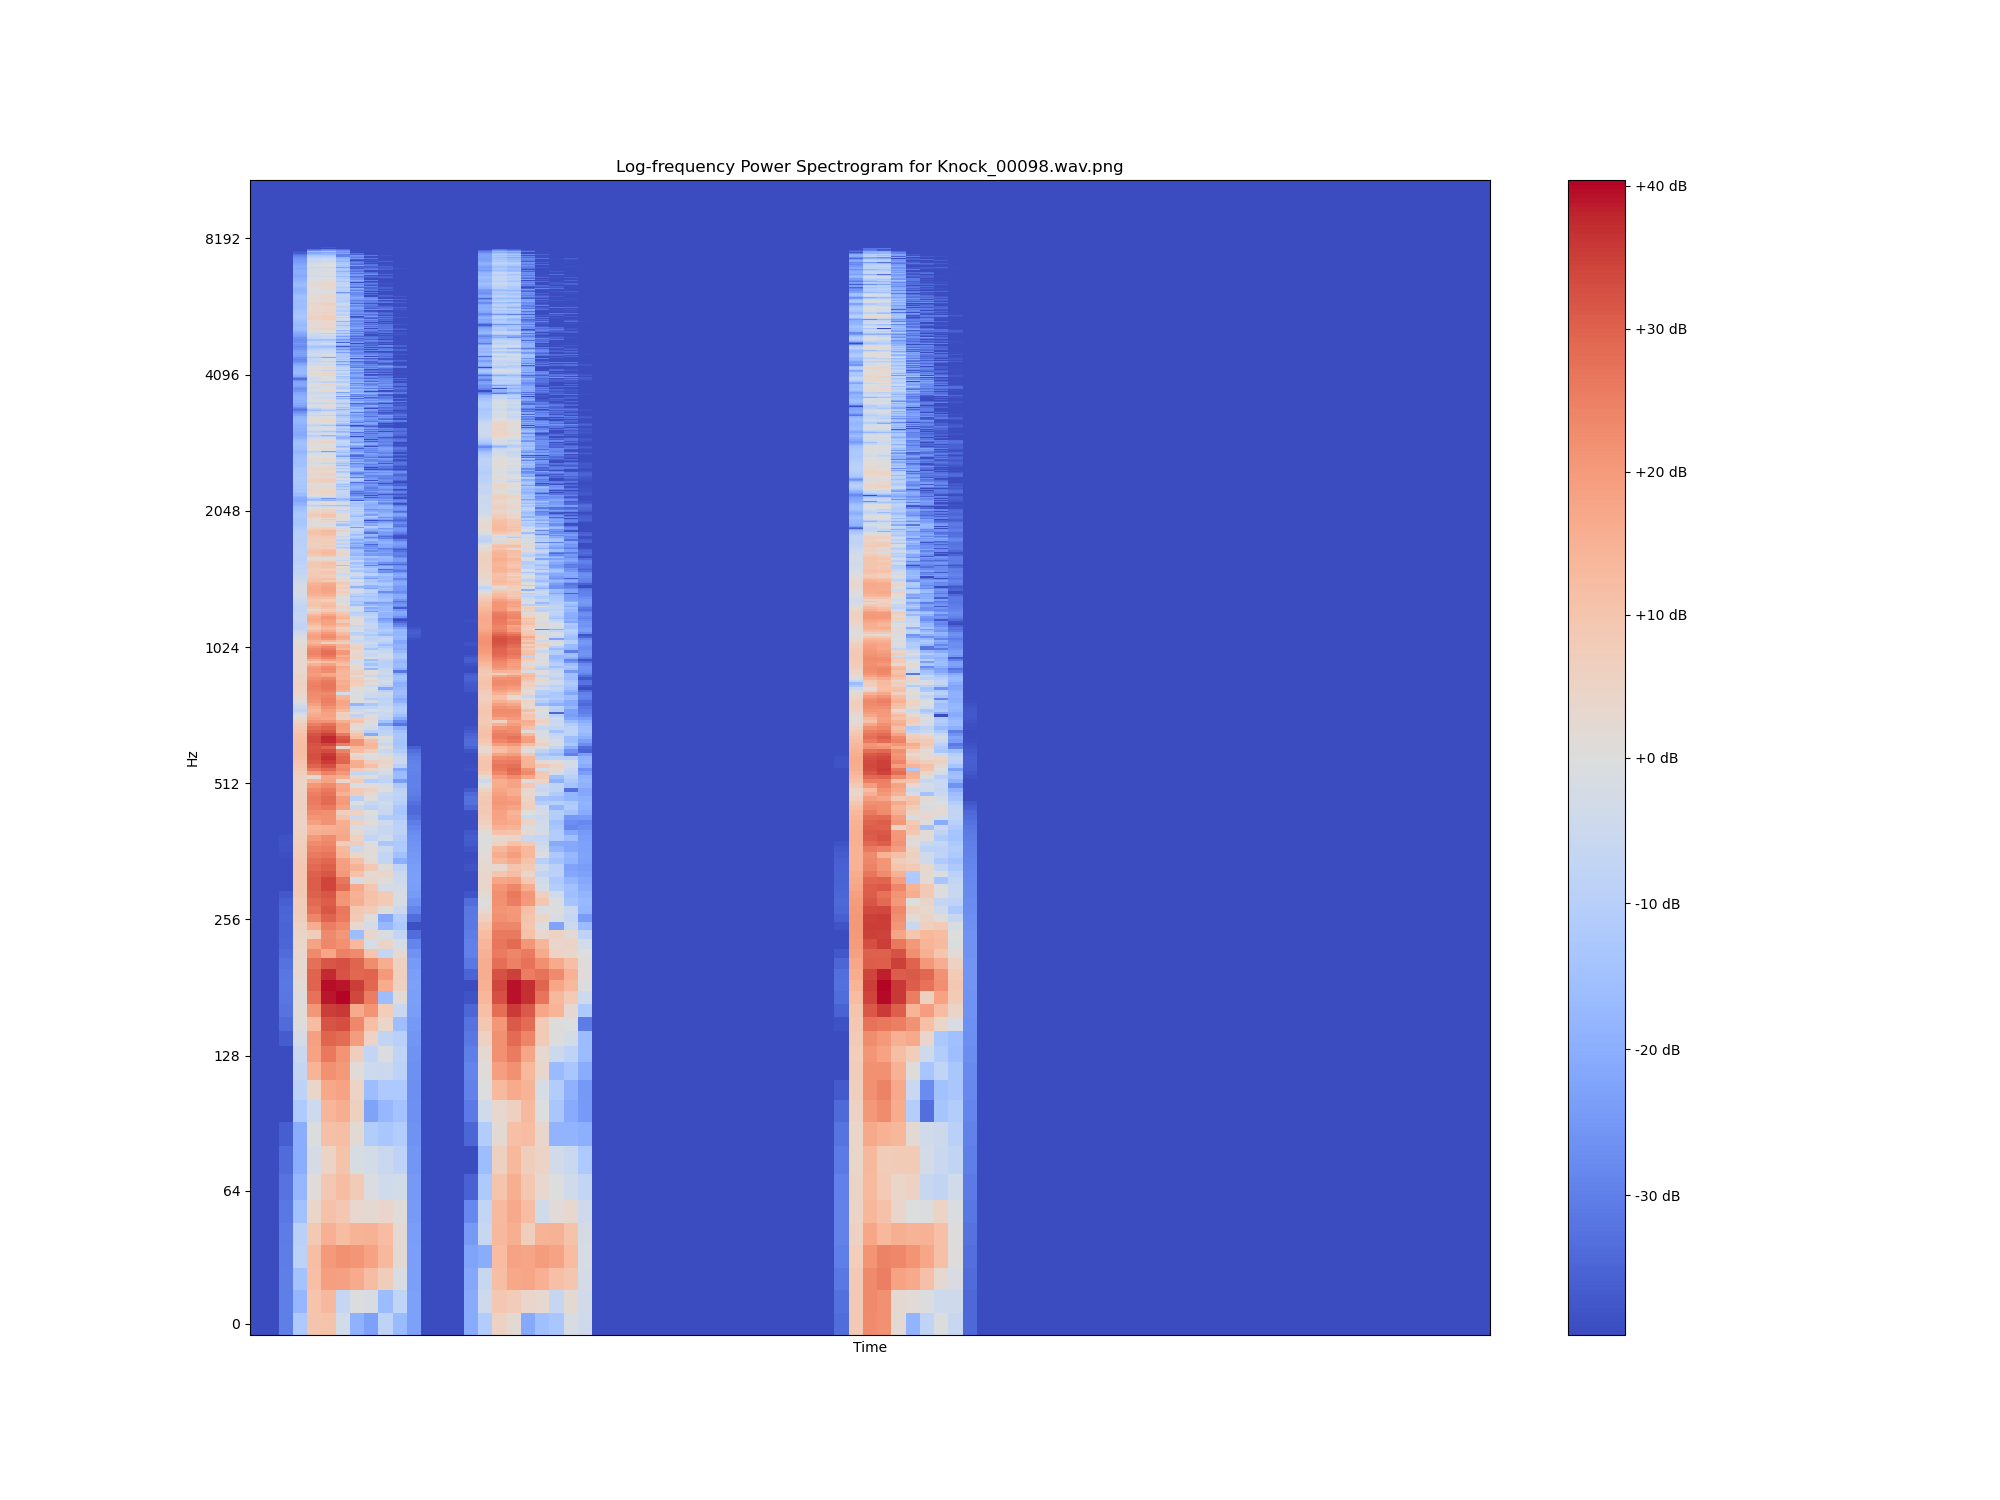 Log-frequency Power Spectrogram for Knock_00098.wav.png
8192
4096
2048
1024
512
256
128
64
0
Hz
Time
+40 dB
+30 dB
+20 dB
+10 dB
+0 dB
-10 dB
-20 dB
-30 dB